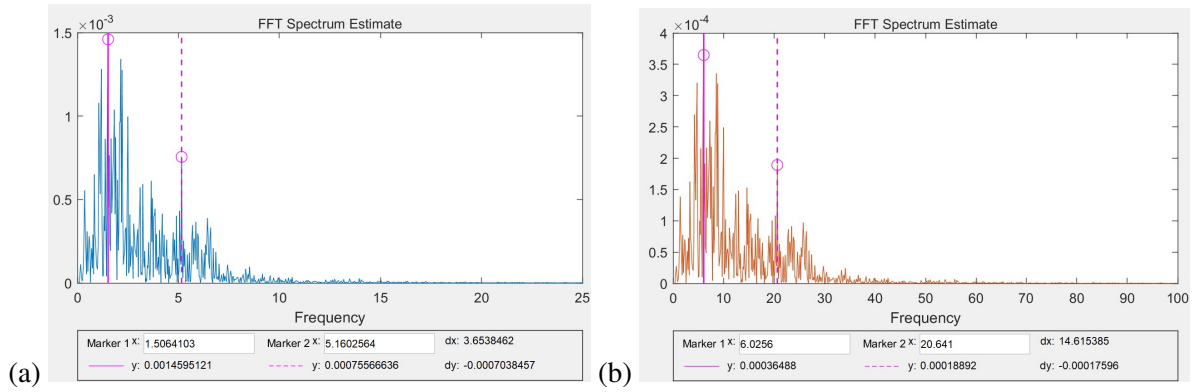 FFT Spectrum Estimate
×10⁻³
1.5
1
0.5
0
0 5 10 15 20 25
Frequency
Marker 1 x: 1.5064103 Marker 2 x: 5.1602564 dx: 3.6538462
y: 0.0014595121 y: 0.00075566636 dy: -0.0007038457
(a)
FFT Spectrum Estimate
×10⁻⁴
4
3.5
3
2.5
2
1.5
1
0.5
0
0 10 20 30 40 50 60 70 80 90 100
Frequency
Marker 1 x: 6.0256 Marker 2 x: 20.641 dx: 14.615385
y: 0.00036488 y: 0.00018892 dy: -0.00017596
(b)